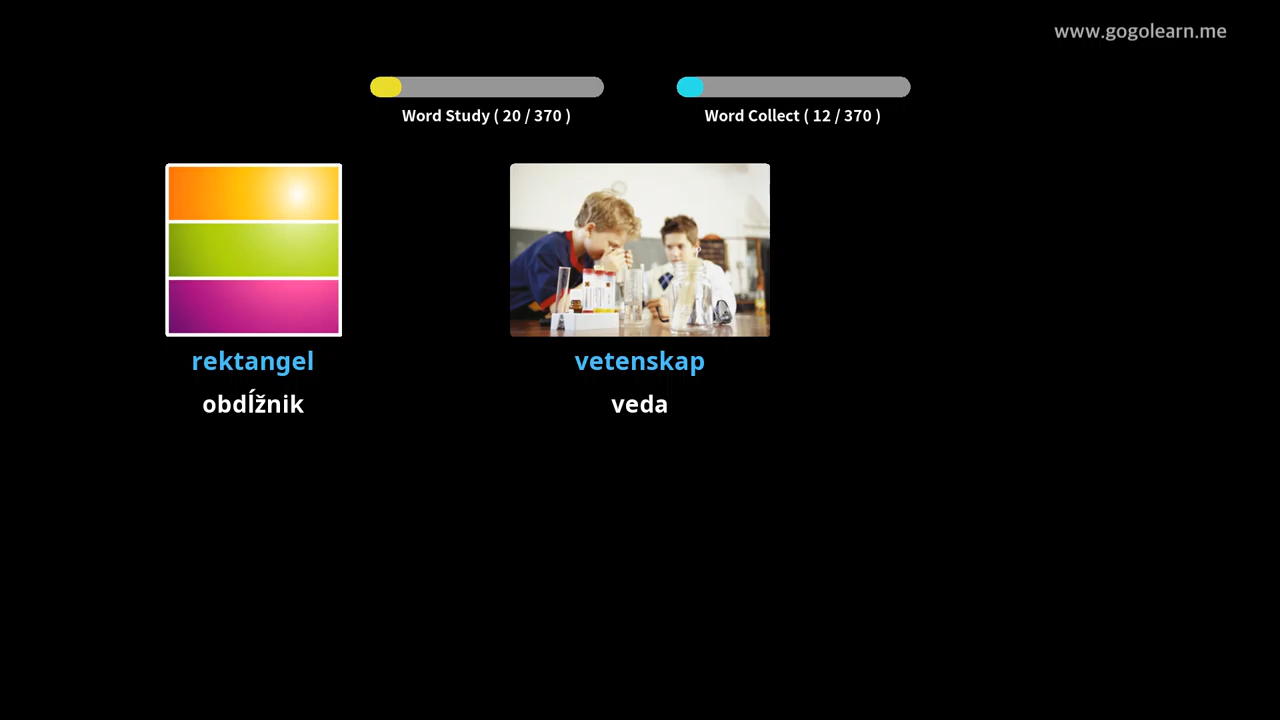 www.gogolearn.me
Word Study ( 20 / 370 )
Word Collect ( 12 / 370 )
rektangel
obdĺžnik
vetenskap
veda